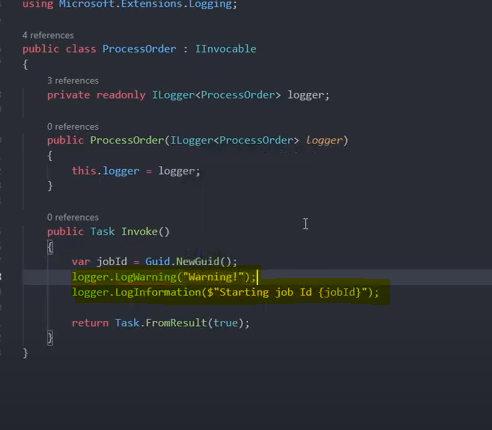 using Microsoft.Extensions.Logging;
4 references
public class ProcessOrder : IInvocable
{
3 references
private readonly ILogger<ProcessOrder> logger;
0 references
public ProcessOrder(ILogger<ProcessOrder> logger)
{
this.logger = logger;
}
0 references
public Task Invoke()
{
var jobId = Guid.NewGuid();
logger.LogWarning("Warning!");
logger.LogInformation($"Starting job Id {jobId}");
return Task.FromResult(true);
}
}